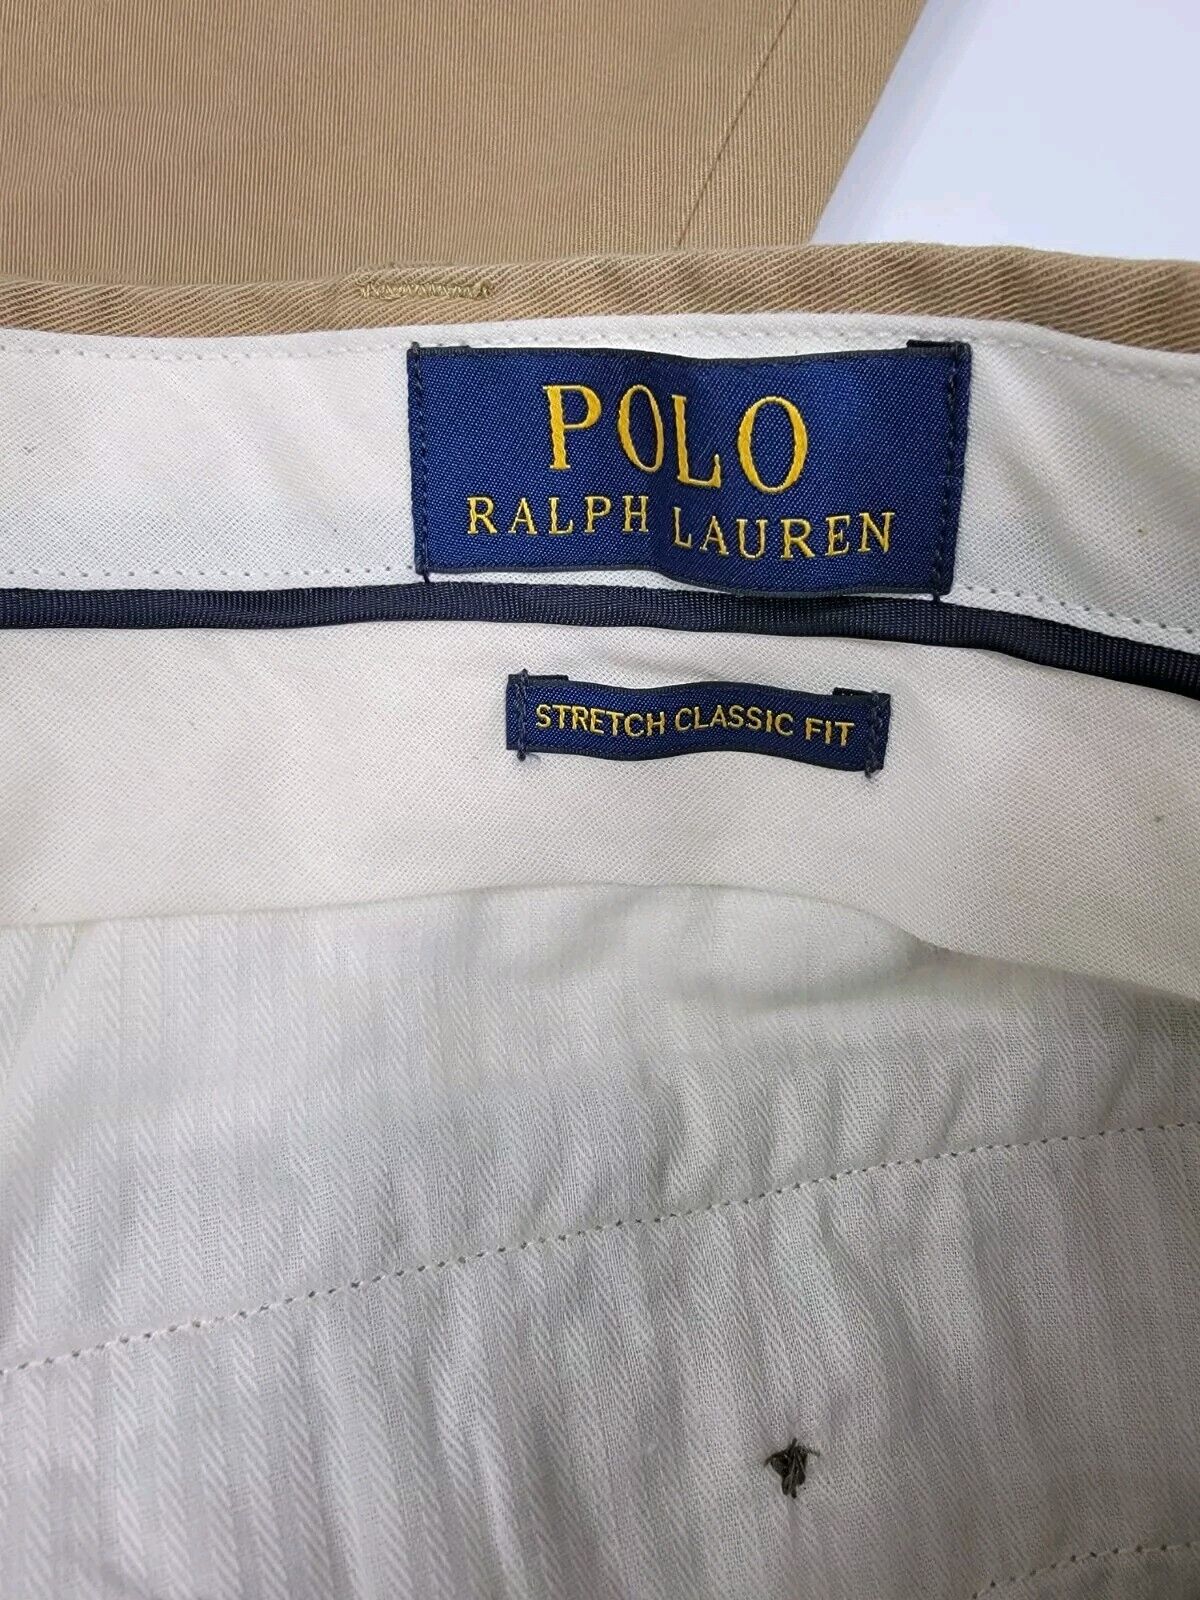 POLO
RALPH LAUREN
STRETCH CLASSIC FIT